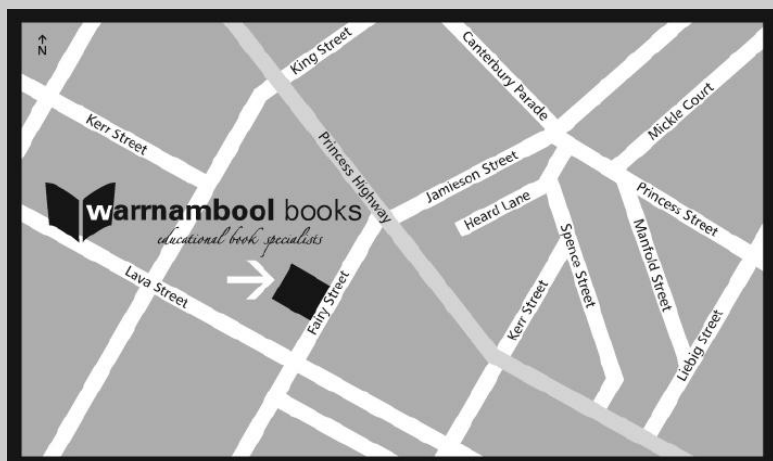 N
King Street
Canterbury Parade
Mickle Court
Kerr Street
Princess Highway
Jamieson Street
Princess Street
warrnambool books
educational book specialists
Heard Lane
Spence Street
Manfold Street
Lava Street
Fairy Street
Kerr Street
Liebig street